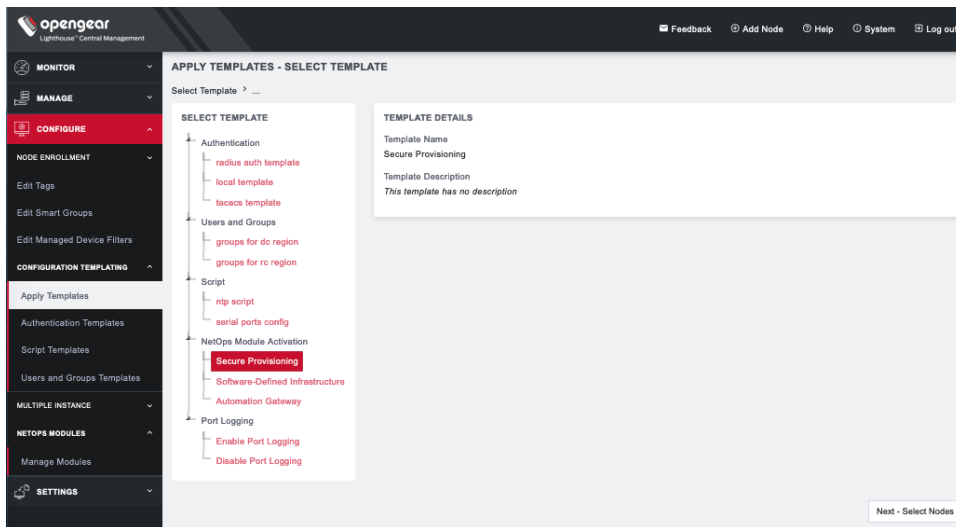 opengear
Lighthouse™ Central Management
Feedback
Add Node
Help
System
Log out
MONITOR
MANAGE
CONFIGURE
NODE ENROLLMENT
Edit Tags
Edit Smart Groups
Edit Managed Device Filters
CONFIGURATION TEMPLATING
Apply Templates
Authentication Templates
Script Templates
Users and Groups Templates
MULTIPLE INSTANCE
NETOPS MODULES
Manage Modules
SETTINGS
APPLY TEMPLATES - SELECT TEMPLATE
Select Template > ...
SELECT TEMPLATE
Authentication
radius auth template
local template
tacacs template
Users and Groups
groups for dc region
groups for rc region
Script
ntp script
serial ports config
NetOps Module Activation
Secure Provisioning
Software-Defined Infrastructure
Automation Gateway
Port Logging
Enable Port Logging
Disable Port Logging
TEMPLATE DETAILS
Template Name
Secure Provisioning
Template Description
This template has no description
Next - Select Nodes